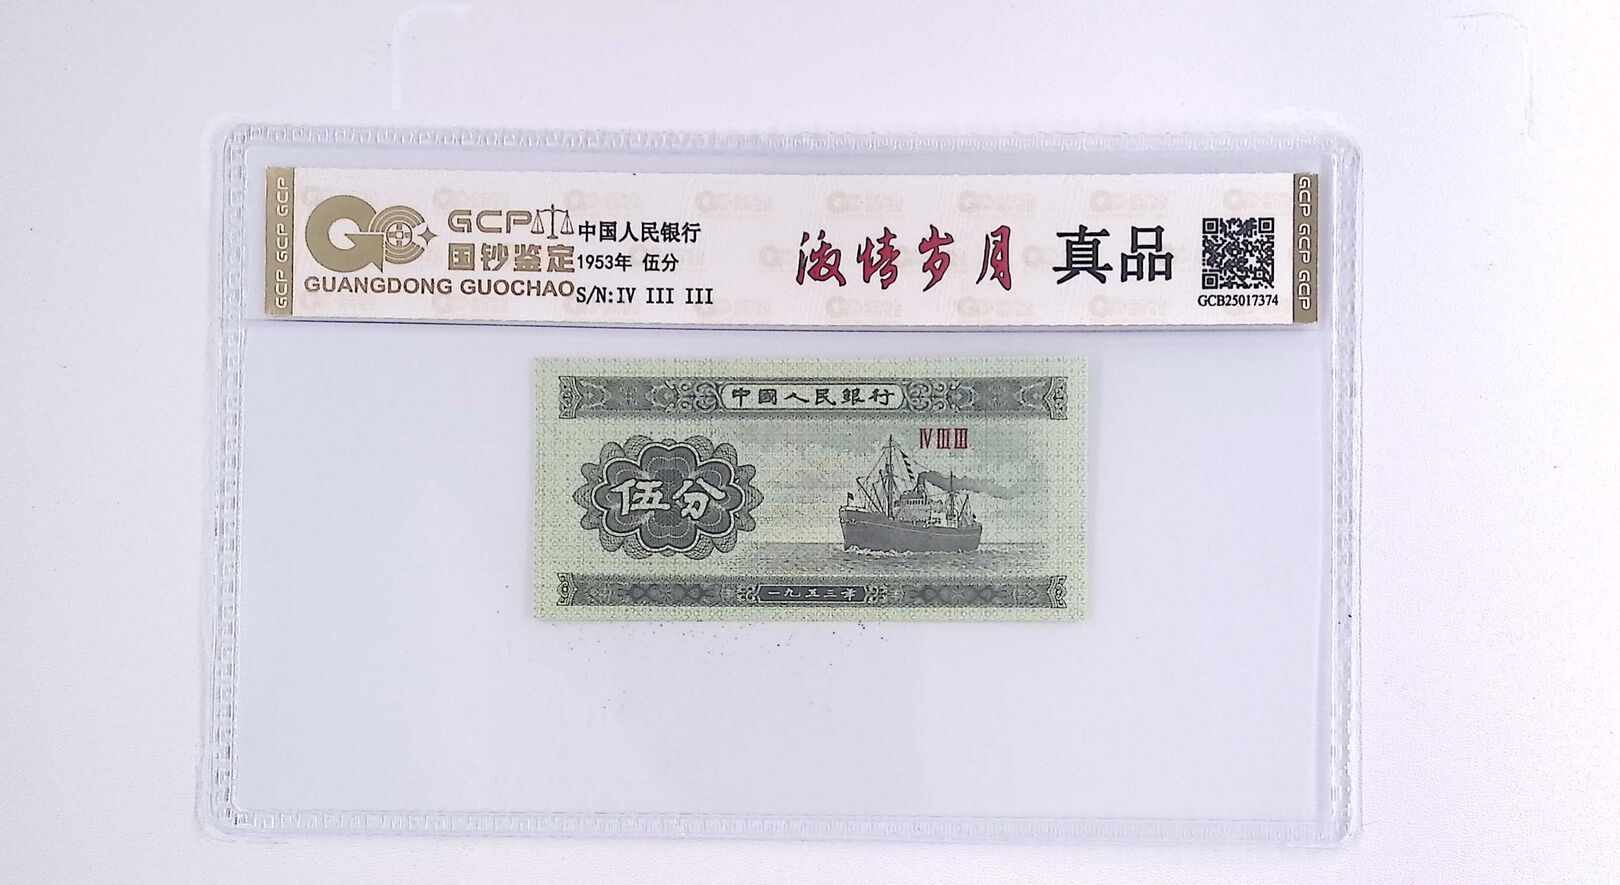 GCP GCP GCP
GCP
国钞鉴定
GUANGDONG GUOCHAO
中国人民银行
1953年 伍分
S/N:IV III III
激情岁月
真品
GCB25017374
GCP GCP GCP
中國人民銀行
IV III III
伍分
一九五三年